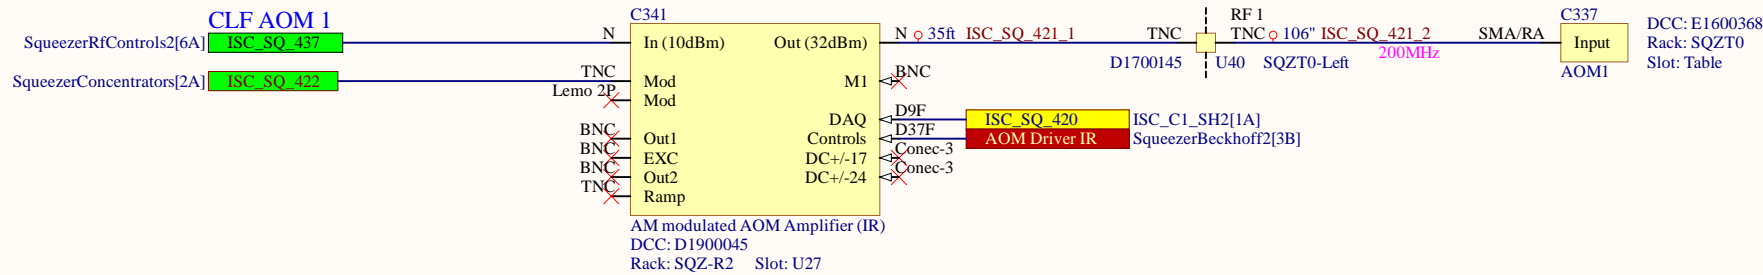 CLF AOM 1
SqueezerRfControls2[6A] ISC_SQ_437 N
SqueezerConcentrators[2A] ISC_SQ_422 TNC
Lemo 2P
BNC
BNC
BNC
TNC
C341
In (10dBm) Out (32dBm)
Mod M1
Mod
DAQ
Out1 Controls
EXC DC+/-17
Out2 DC+/-24
Ramp
AM modulated AOM Amplifier (IR)
DCC: D1900045
Rack: SQZ-R2 Slot: U27
N 35ft ISC_SQ_421_1 TNC
BNC
D9F ISC_SQ_420 ISC_C1_SH2[1A]
D37F AOM Driver IR SqueezerBeckhoff2[3B]
Conec-3
Conec-3
RF 1
TNC 106" ISC_SQ_421_2 SMA/RA
200MHz
D1700145 U40 SQZT0-Left
C337
Input
AOM1
DCC: E1600368
Rack: SQZT0
Slot: Table